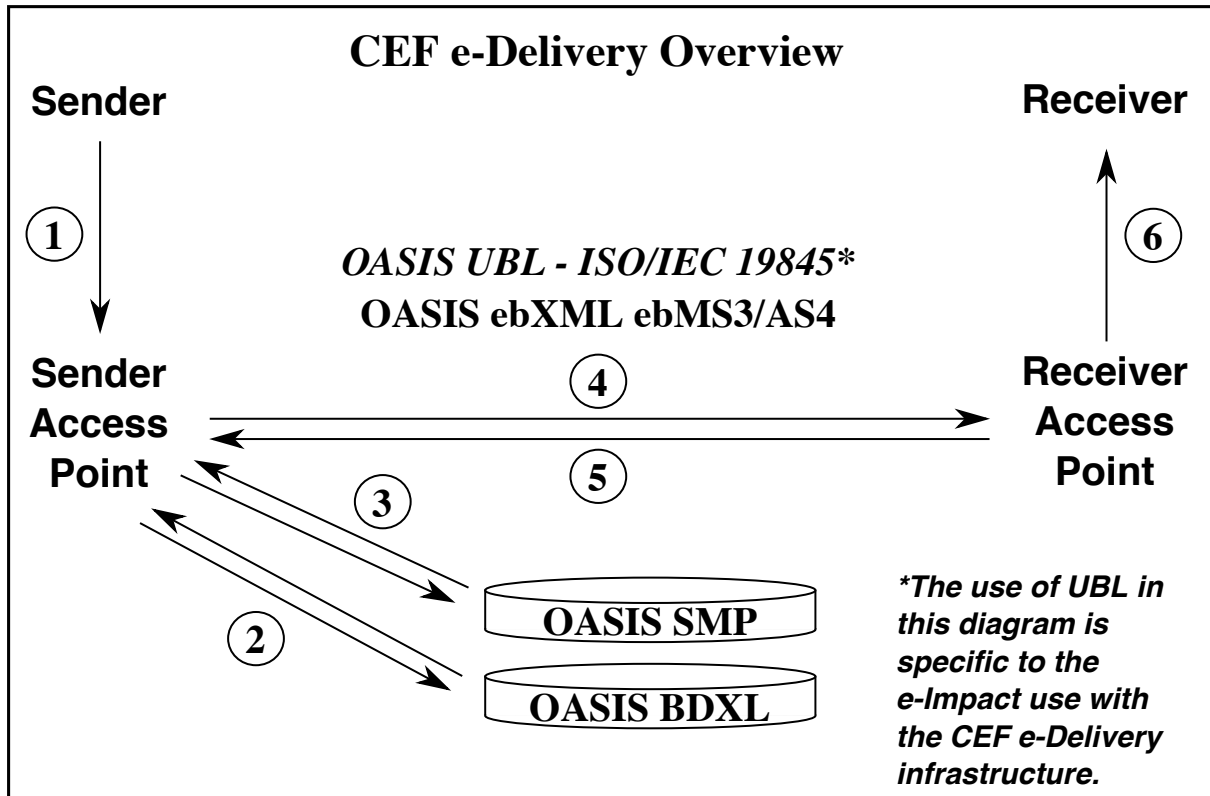 CEF e-Delivery Overview
Sender
Receiver
1
6
OASIS UBL - ISO/IEC 19845*
OASIS ebXML ebMS3/AS4
Sender
Access
Point
4
Receiver
Access
Point
5
3
2
OASIS SMP
OASIS BDXL
*The use of UBL in
this diagram is
specific to the
e-Impact use with
the CEF e-Delivery
infrastructure.